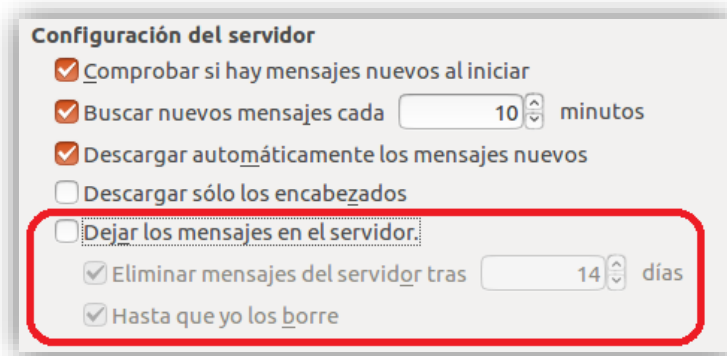 Configuración del servidor
Comprobar si hay mensajes nuevos al iniciar
Buscar nuevos mensajes cada 10 minutos
Descargar automáticamente los mensajes nuevos
Descargar sólo los encabezados
Dejar los mensajes en el servidor.
Eliminar mensajes del servidor tras 14 días
Hasta que yo los borre